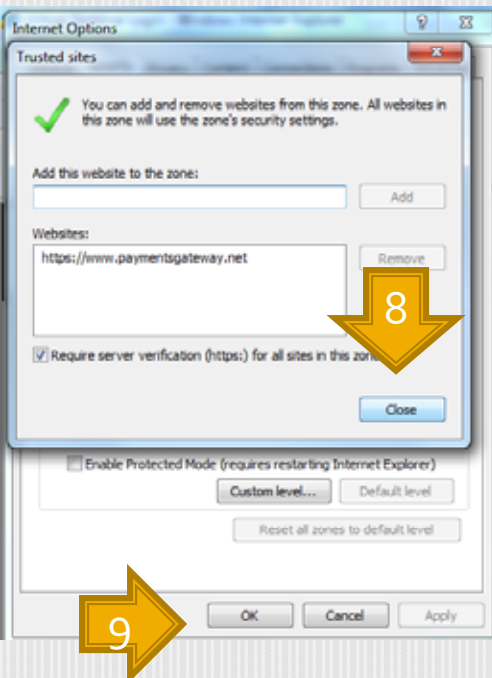 Internet Options
Trusted sites
You can add and remove websites from this zone. All websites in
this zone will use the zone's security settings.
Add this website to the zone:
Add
Websites:
https://www.paymentsgateway.net
Remove
8
Require server verification (https:) for all sites in this zone
Close
Enable Protected Mode (requires restarting Internet Explorer)
Custom level... Default level
Reset all zones to default level
9
OK Cancel Apply